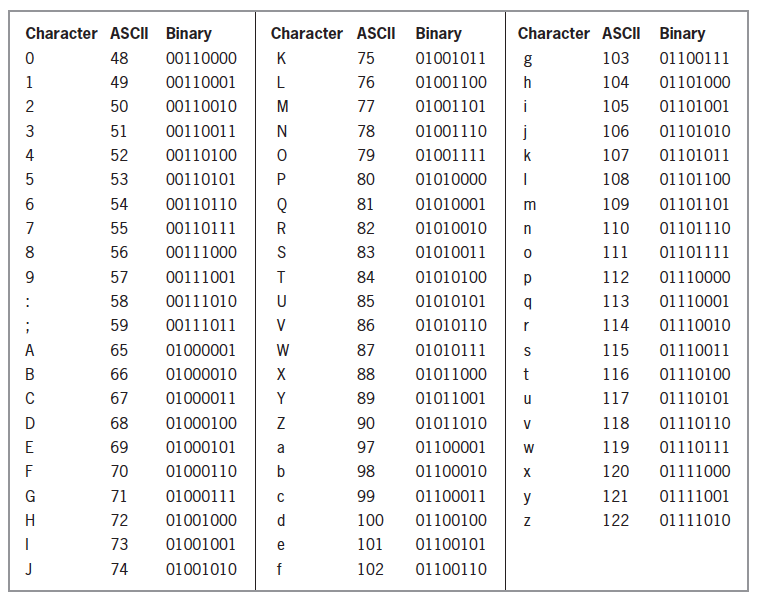 Character ASCII Binary
0 48 00110000
1 49 00110001
2 50 00110010
3 51 00110011
4 52 00110100
5 53 00110101
6 54 00110110
7 55 00110111
8 56 00111000
9 57 00111001
: 58 00111010
; 59 00111011
A 65 01000001
B 66 01000010
C 67 01000011
D 68 01000100
E 69 01000101
F 70 01000110
G 71 01000111
H 72 01001000
I 73 01001001
J 74 01001010
Character ASCII Binary
K 75 01001011
L 76 01001100
M 77 01001101
N 78 01001110
O 79 01001111
P 80 01010000
Q 81 01010001
R 82 01010010
S 83 01010011
T 84 01010100
U 85 01010101
V 86 01010110
W 87 01010111
X 88 01011000
Y 89 01011001
Z 90 01011010
a 97 01100001
b 98 01100010
c 99 01100011
d 100 01100100
e 101 01100101
f 102 01100110
Character ASCII Binary
g 103 01100111
h 104 01101000
i 105 01101001
j 106 01101010
k 107 01101011
l 108 01101100
m 109 01101101
n 110 01101110
o 111 01101111
p 112 01110000
q 113 01110001
r 114 01110010
s 115 01110011
t 116 01110100
u 117 01110101
v 118 01110110
w 119 01110111
x 120 01111000
y 121 01111001
z 122 01111010